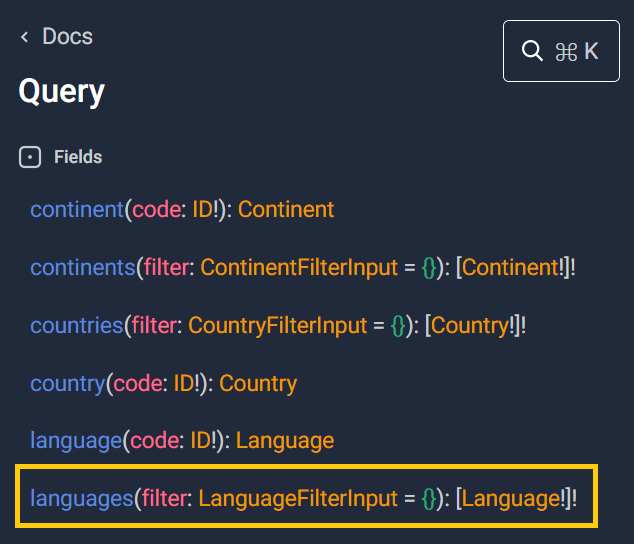 ‹ Docs
⌘ K
Query
Fields
continent(code: ID!): Continent
continents(filter: ContinentFilterInput = {}): [Continent!]!
countries(filter: CountryFilterInput = {}): [Country!]!
country(code: ID!): Country
language(code: ID!): Language
languages(filter: LanguageFilterInput = {}): [Language!]!